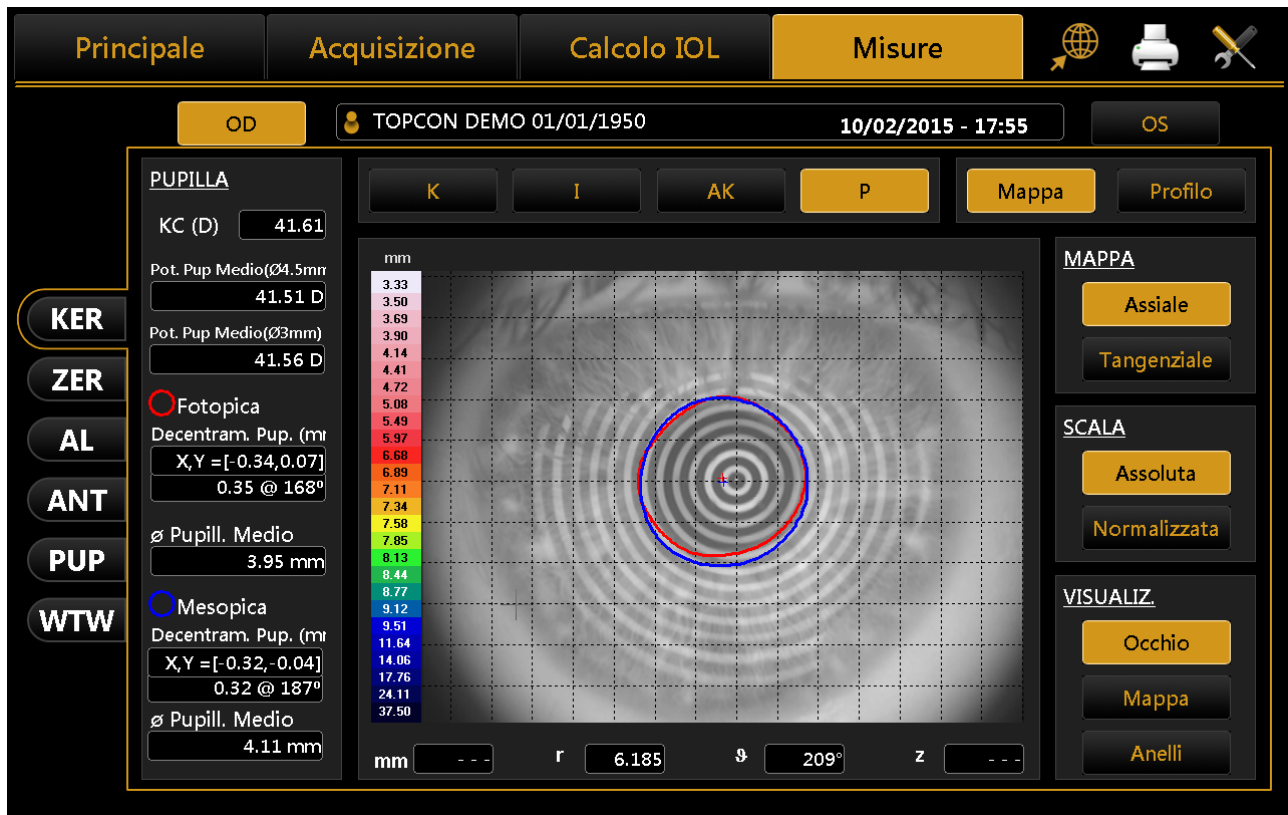 Principale Acquisizione Calcolo IOL Misure
OD TOPCON DEMO 01/01/1950 10/02/2015 - 17:55 OS
K I AK P Mappa Profilo
PUPILLA
KC (D) 41.61
Pot. Pup Medio(Ø4.5mm
41.51 D
Pot. Pup Medio(Ø3mm)
41.56 D
Fotopica
Decentram. Pup. (mm
X,Y =[-0.34,0.07]
0.35 @ 168º
ø Pupill. Medio
3.95 mm
Mesopica
Decentram. Pup. (mm
X,Y =[-0.32,-0.04]
0.32 @ 187º
ø Pupill. Medio
4.11 mm
KER
ZER
AL
ANT
PUP
WTW
mm
3.33
3.50
3.69
3.90
4.14
4.41
4.72
5.08
5.49
5.97
6.68
6.89
7.11
7.34
7.58
7.85
8.13
8.44
8.77
9.12
9.51
11.64
14.06
17.76
24.11
37.50
mm - - - r 6.185 ϑ 209° z - - -
MAPPA
Assiale
Tangenziale
SCALA
Assoluta
Normalizzata
VISUALIZ.
Occhio
Mappa
Anelli